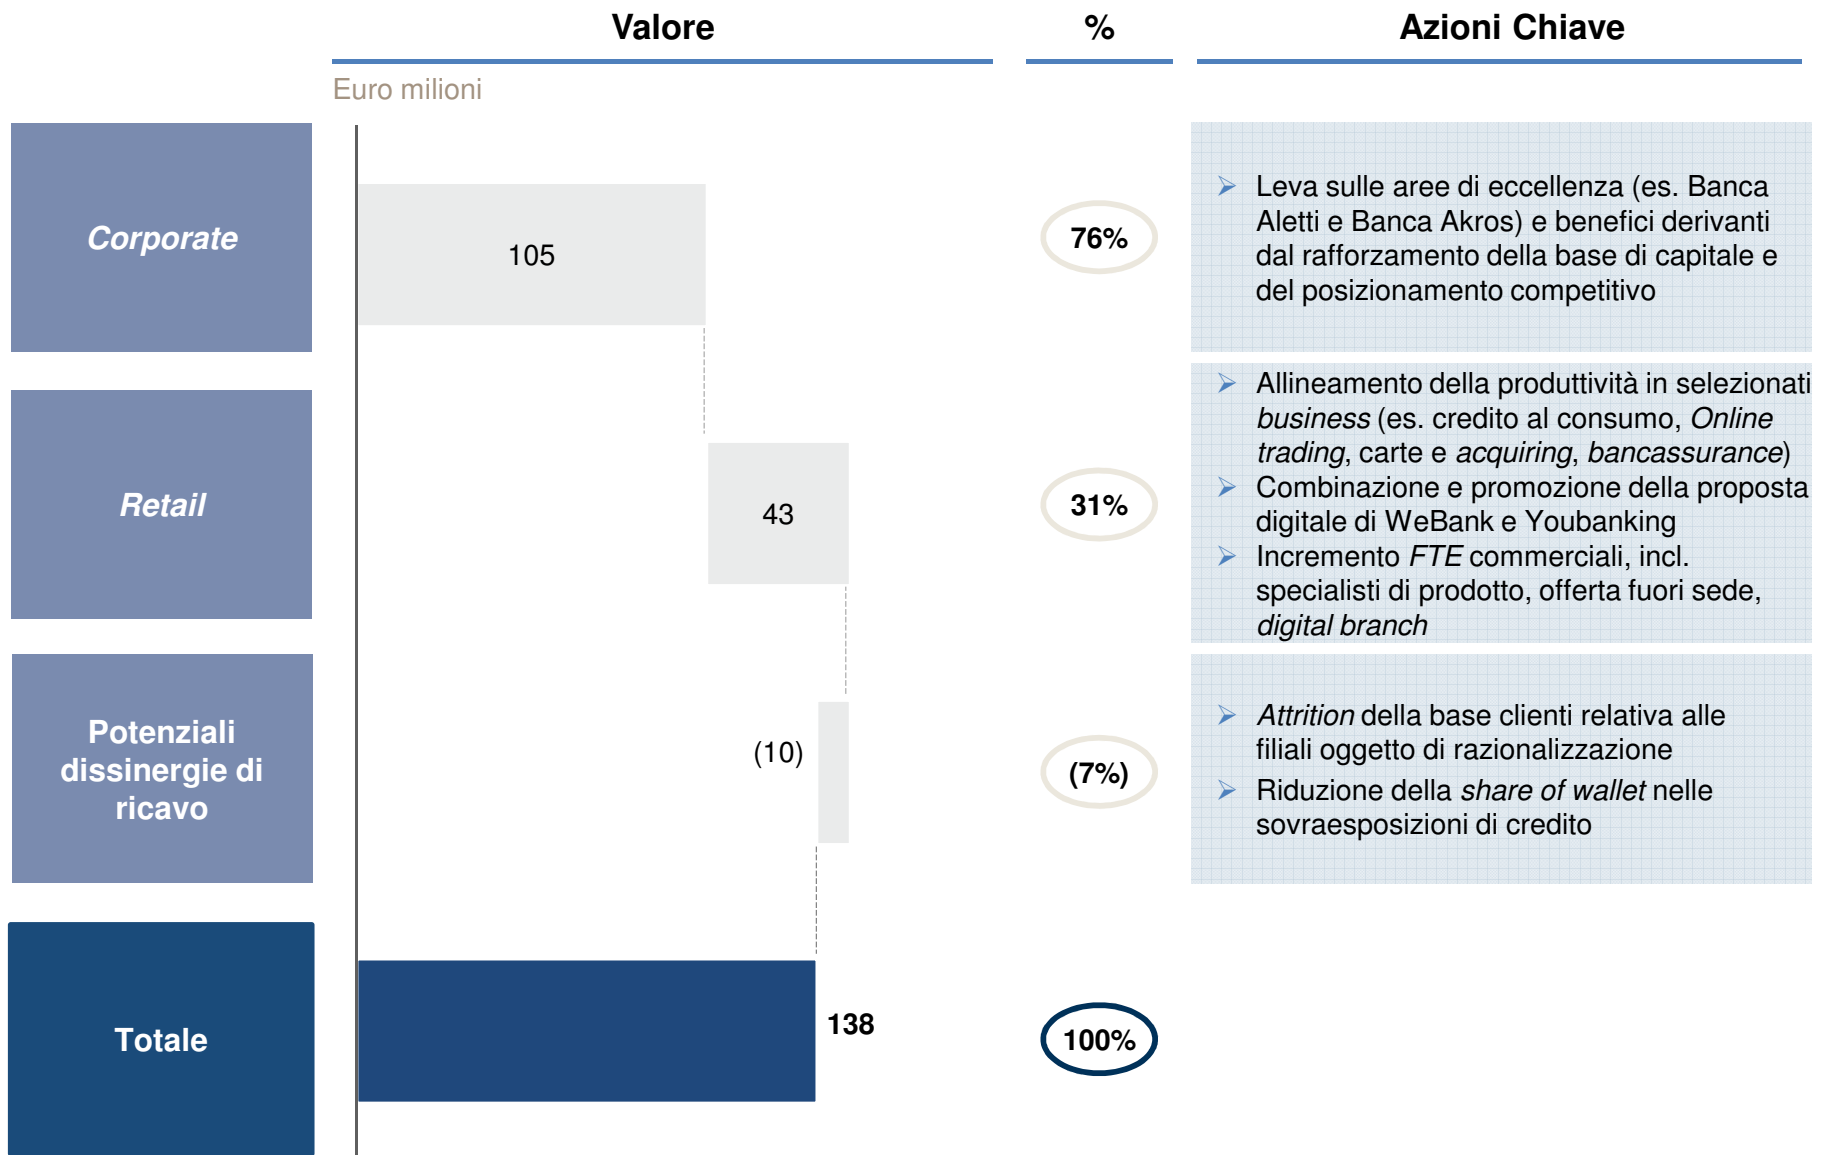 Valore
%
Azioni Chiave
Euro milioni
Corporate
105
76%
➢ Leva sulle aree di eccellenza (es. Banca
Aletti e Banca Akros) e benefici derivanti
dal rafforzamento della base di capitale e
del posizionamento competitivo
Retail
43
31%
➢ Allineamento della produttività in selezionati
business (es. credito al consumo, Online
trading, carte e acquiring, bancassurance)
➢ Combinazione e promozione della proposta
digitale di WeBank e Youbanking
➢ Incremento FTE commerciali, incl.
specialisti di prodotto, offerta fuori sede,
digital branch
Potenziali
dissinergie di
ricavo
(10)
(7%)
➢ Attrition della base clienti relativa alle
filiali oggetto di razionalizzazione
➢ Riduzione della share of wallet nelle
sovraesposizioni di credito
Totale
138
100%